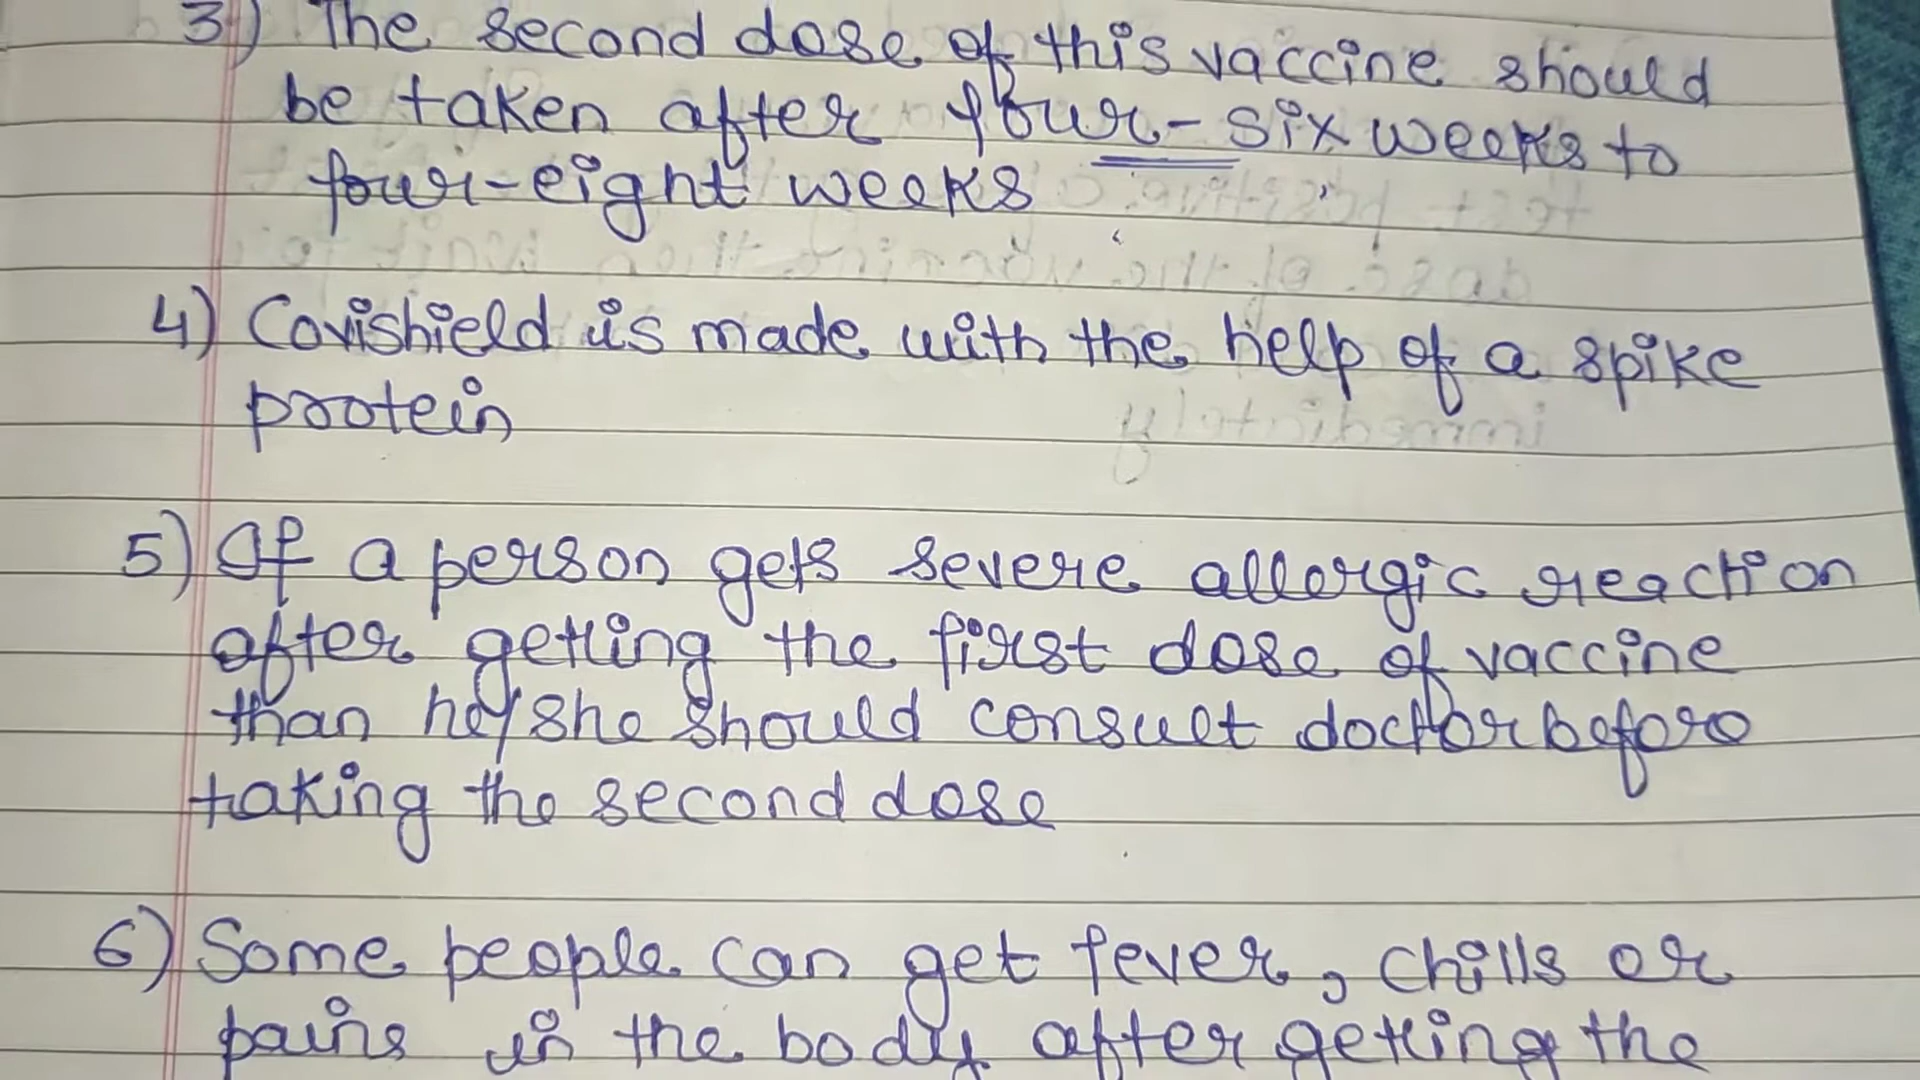 3) The second dose of this vaccine should
be taken after four-six weeks to
four-eight weeks
4) Covishield is made with the help of a spike
protein
5) If a person gets severe allergic reaction
after getting the first dose of vaccine
than he/she should consult doctor before
taking the second dose
6) Some people can get fever, chills or
pains in the body after getting the